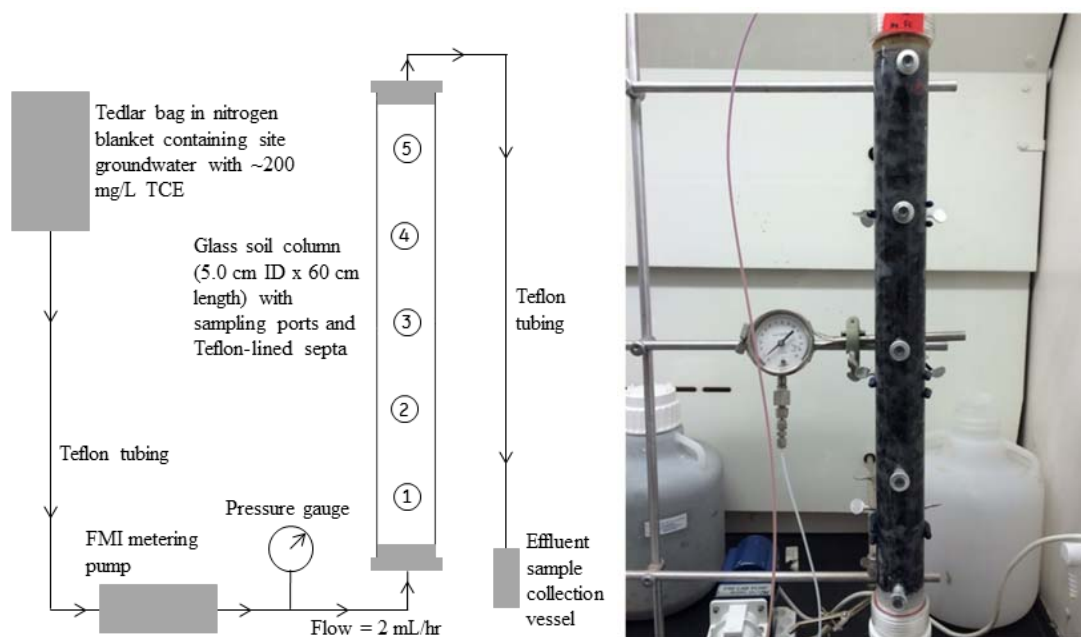 Tedlar bag in nitrogen
blanket containing site
groundwater with ~200
mg/L TCE
Glass soil column
(5.0 cm ID x 60 cm
length) with
sampling ports and
Teflon-lined septa
5
4
3
2
1
Teflon
tubing
Teflon tubing
Pressure gauge
FMI metering
pump
Flow = 2 mL/hr
Effluent
sample
collection
vessel